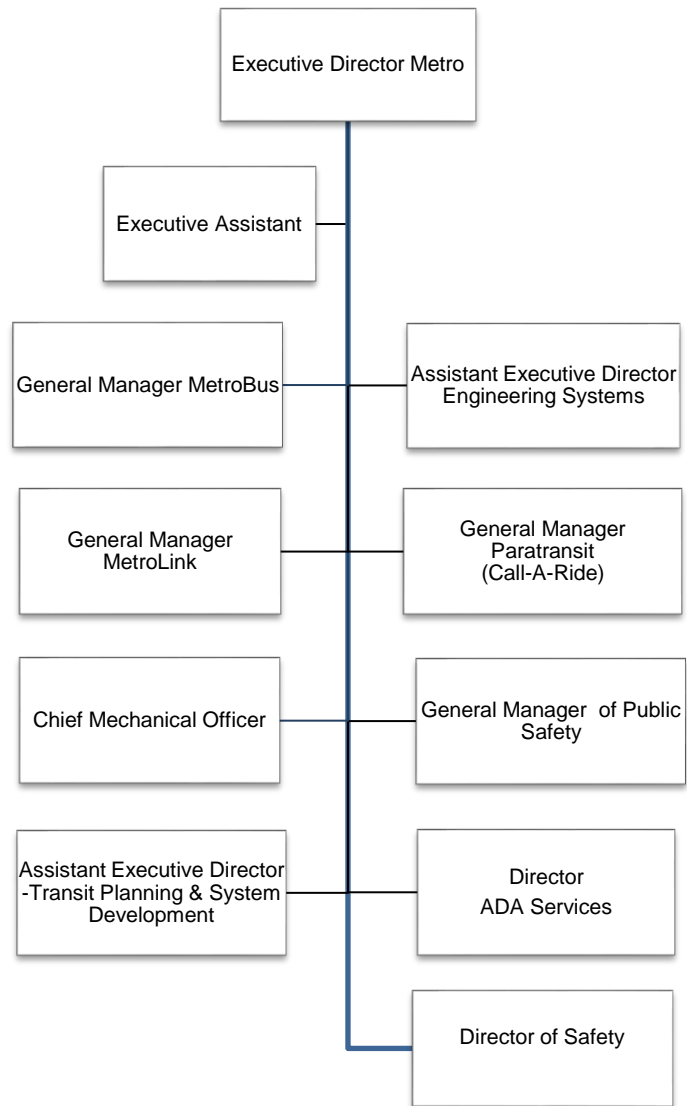 Executive Director Metro
Executive Assistant
General Manager MetroBus
Assistant Executive Director
Engineering Systems
General Manager
MetroLink
General Manager
Paratransit
(Call-A-Ride)
Chief Mechanical Officer
General Manager of Public
Safety
Assistant Executive Director
-Transit Planning & System
Development
Director
ADA Services
Director of Safety